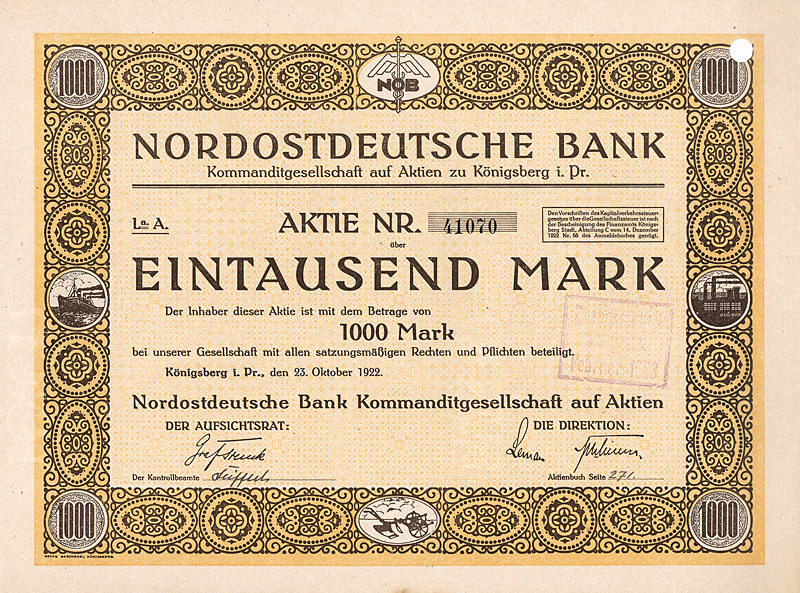 1000
NOB
1000
NORDOSTDEUTSCHE BANK
Kommanditgesellschaft auf Aktien zu Königsberg i. Pr.
La. A.
AKTIE NR. 41070
Den Vorschriften des Kapitalverkehrssteuer-
gesetzes über die Gesellschaftssteuer ist nach
der Bescheinigung des Finanzamts Königs-
berg Stadt, Abteilung C vom 14. Dezember
1922 Nr. 66 des Anmeldebuches genügt.
über
EINTAUSEND MARK
Der Inhaber dieser Aktie ist mit dem Betrage von
1000 Mark
bei unserer Gesellschaft mit allen satzungsmäßigen Rechten und Pflichten beteiligt.
Königsberg i. Pr., den 23. Oktober 1922.
Nordostdeutsche Bank Kommanditgesellschaft auf Aktien
DER AUFSICHTSRAT:
DIE DIREKTION:
Der Kontrollbeamte
Aktienbuch Seite 271.
1000
1000